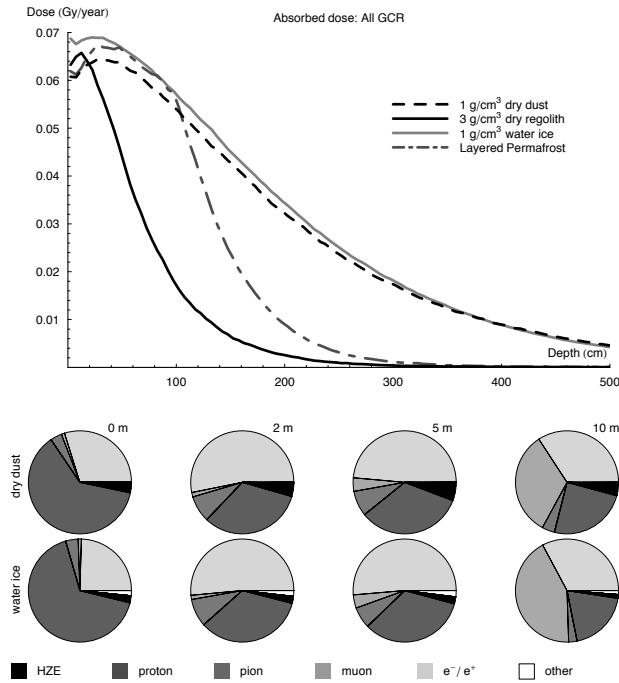 Dose (Gy/year)
Absorbed dose: All GCR
0.07
0.06
0.05
0.04
0.03
0.02
0.01
1 g/cm³ dry dust
3 g/cm³ dry regolith
1 g/cm³ water ice
Layered Permafrost
Depth (cm)
100 200 300 400 500
0 m 2 m 5 m 10 m
dry dust
water ice
HZE proton pion muon e⁻/ e⁺ other